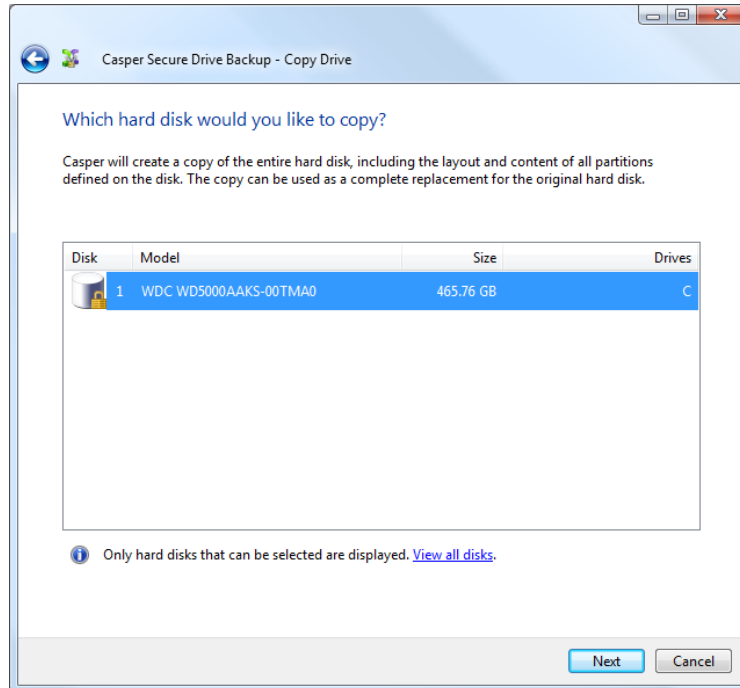 Casper Secure Drive Backup - Copy Drive
Which hard disk would you like to copy?
Casper will create a copy of the entire hard disk, including the layout and content of all partitions
defined on the disk. The copy can be used as a complete replacement for the original hard disk.
Disk Model Size Drives
1 WDC WD5000AAKS-00TMA0 465.76 GB C
Only hard disks that can be selected are displayed. View all disks.
Next Cancel